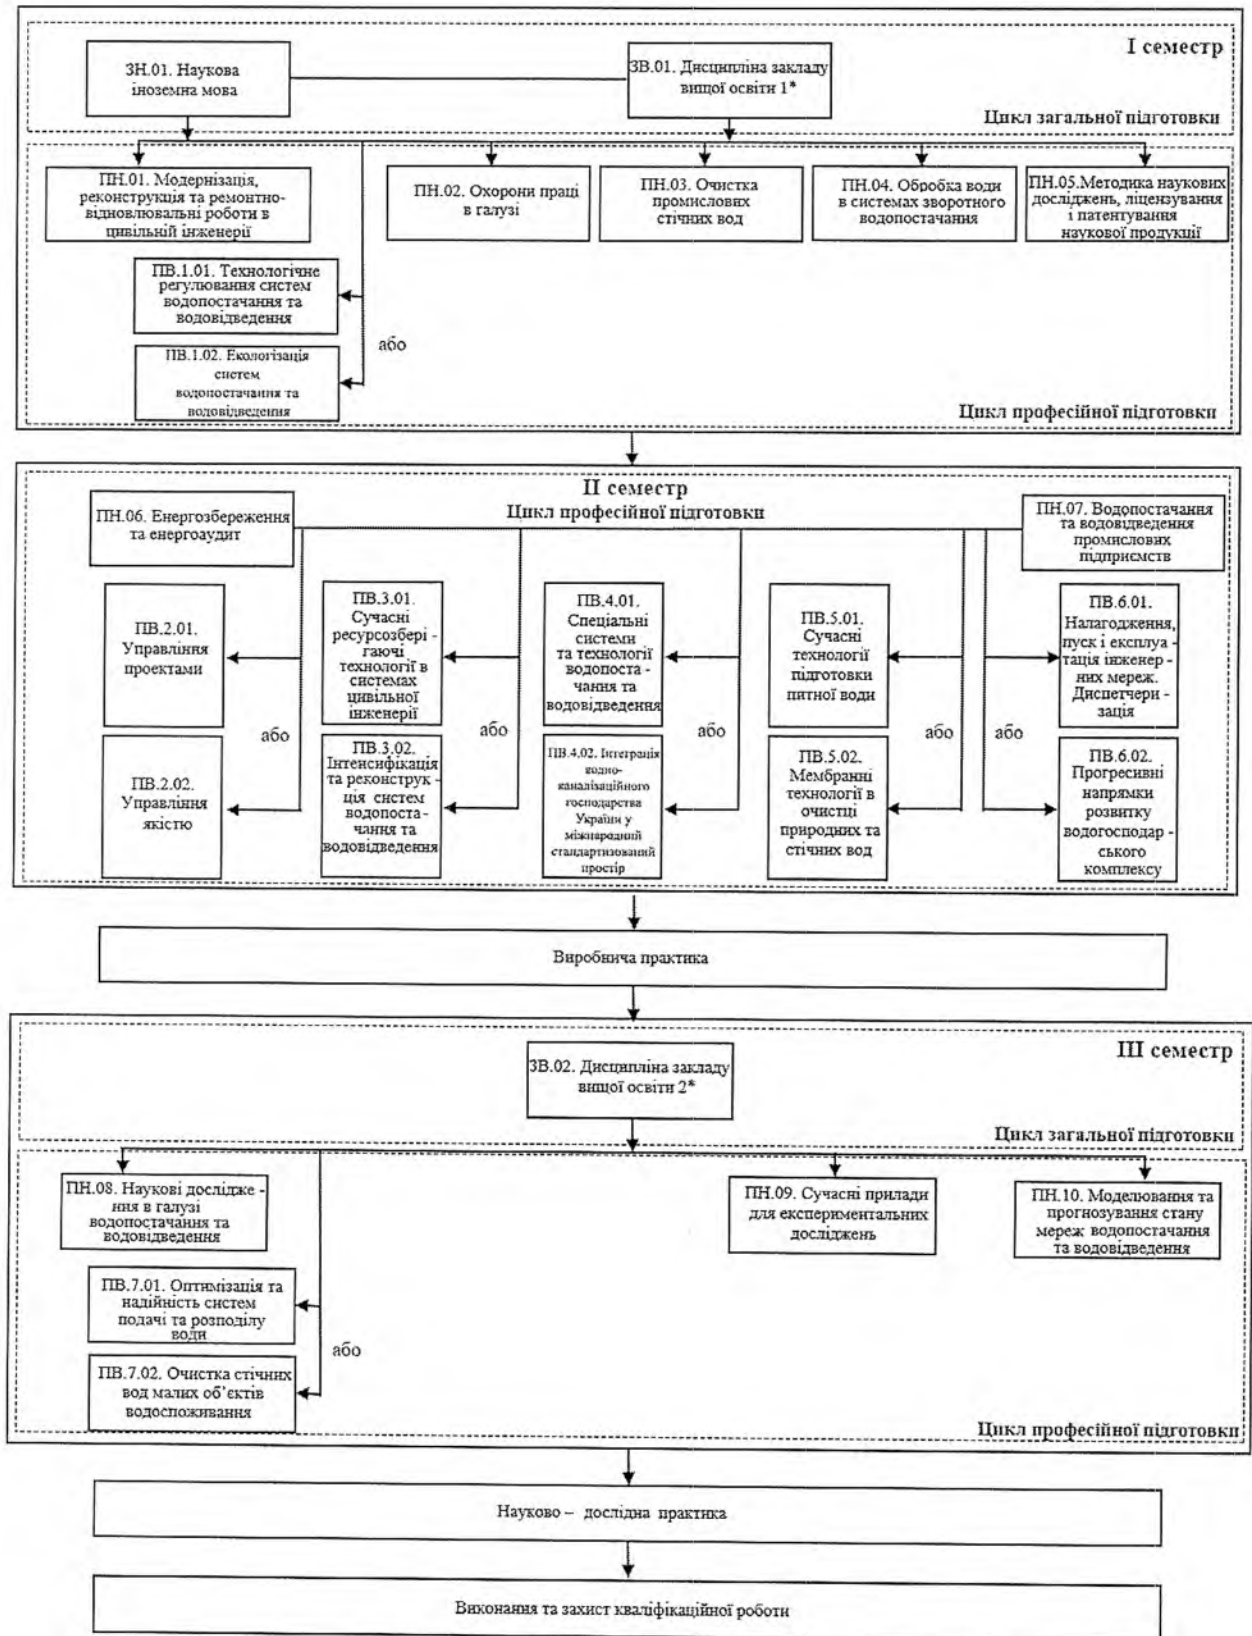 І семестр
ЗН.01. Наукова
іноземна мова
ЗВ.01. Дисципліна закладу
вищої освіти 1*
Цикл загальної підготовки
ПН.01. Модернізація,
реконструкція та ремонтно-
відновлювальні роботи в
цивільній інженерії
ПН.02. Охорони праці
в галузі
ПН.03. Очистка
промислових
стічних вод
ПН.04. Обробка води
в системах зворотного
водопостачання
ПН.05.Методика наукових
досліджень, ліцензування
і патентування
наукової продукції
ПВ.1.01. Технологічне
регулювання систем
водопостачання та
водовідведення
або
ПВ.1.02. Екологізація
систем
водопостачання та
водовідведення
Цикл професійної підготовки
ІІ семестр
Цикл професійної підготовки
ПН.06. Енергозбереження
та енергоаудит
ПН.07. Водопостачання
та водовідведення
промислових
підприємств
ПВ.2.01.
Управління
проектами
ПВ.3.01.
Сучасні
ресурсозбері -
гаючі
технології в
системах
цивільної
інженерії
ПВ.4.01.
Спеціальні
системи
та технології
водопоста -
чання та
водовідведення
ПВ.5.01.
Сучасні
технології
підготовки
питної води
ПВ.6.01.
Налагодження,
пуск і експлуа -
тація інженер -
них мереж.
Диспетчери -
зація
або
або
або
або
або
ПВ.2.02.
Управління
якістю
ПВ.3.02.
Інтенсифікація
та реконструк -
ція систем
водопоста-
чання та
водовідведення
ПВ.4.02. Інтеграція
водно-
каналізаційного
господарства
України у
міжнародний
стандартизований
простір
ПВ.5.02.
Мембранні
технології в
очистці
природних та
стічних вод
ПВ.6.02.
Прогресивні
напрямки
розвитку
водогосподар -
ського
комплексу
Виробнича практика
ІІІ семестр
ЗВ.02. Дисципліна закладу
вищої освіти 2*
Цикл загальної підготовки
ПН.08. Наукові дослідже -
ння в галузі
водопостачання та
водовідведення
ПН.09. Сучасні прилади
для експериментальних
досліджень
ПН.10. Моделювання та
прогнозування стану
мереж водопостачання
та водовідведення
ПВ.7.01. Оптимізація та
надійність систем
подачі та розподілу
води
або
ПВ.7.02. Очистка стічних
вод малих об’єктів
водоспоживання
Цикл професійної підготовки
Науково – дослідна практика
Виконання та захист кваліфікаційної роботи